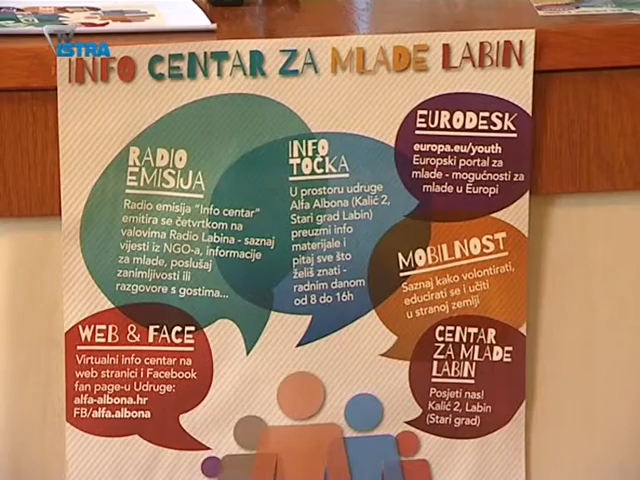 TV
ISTRA
INFO CENTAR ZA MLADE LABIN
RADIO
EMISIJA
Radio emisija "Info centar"
emitira se četvrtkom na
valovima Radio Labina - saznaj
vijesti iz NGO-a, informacije
za mlade, poslušaj
zanimljivosti ili
razgovore s gostima...
INFO
TOČKA
U prostoru udruge
Alfa Albona (Kalić 2,
Stari grad Labin)
preuzmi info
materijale i
pitaj sve što
želiš znati -
radnim danom
od 8 do 16h
EURODESK
europa.eu/youth
Europski portal za
mlade - mogućnosti za
mlade u Europi
MOBILNOST
Saznaj kako volontirati,
educirati se i učiti
u stranoj zemlji
WEB & FACE
Virtualni info centar na
web stranici i Facebook
fan page-u Udruge:
alfa-albona.hr
FB/alfa.albona
CENTAR
ZA MLADE
LABIN
Posjeti nas!
Kalić 2, Labin
(Stari grad)